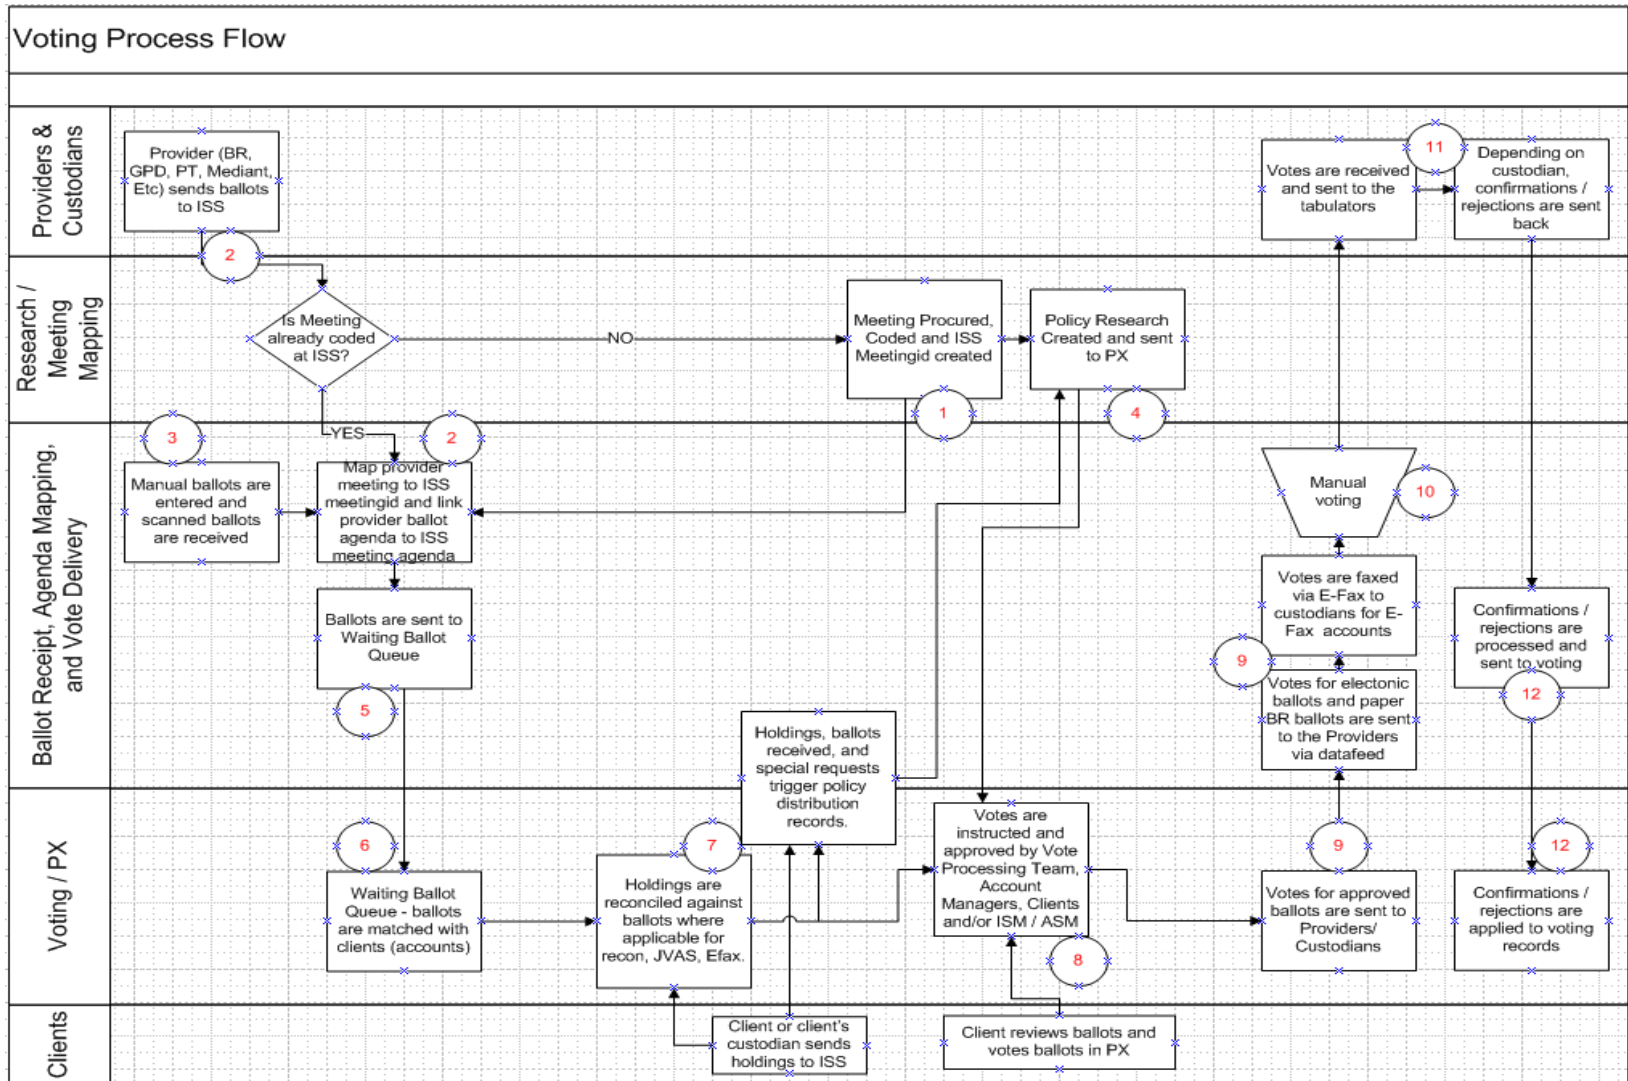 Voting Process Flow
Providers &
Custodians
Provider (BR,
GPD, PT, Mediant,
Etc) sends ballots
to ISS
2
Votes are received
and sent to the
tabulators
11
Depending on
custodian,
confirmations /
rejections are sent
back
Research /
Meeting
Mapping
Is Meeting
already coded
at ISS?
NO
Meeting Procured,
Coded and ISS
Meetingid created
1
Policy Research
Created and sent
to PX
4
YES
Ballot Receipt, Agenda Mapping,
and Vote Delivery
3
Manual ballots are
entered and
scanned ballots
are received
2
Map provider
meeting to ISS
meetingid and link
provider ballot
agenda to ISS
meeting agenda
Ballots are sent to
Waiting Ballot
Queue
5
Holdings, ballots
received, and
special requests
trigger policy
distribution
records.
Manual
voting
10
Votes are faxed
via E-Fax to
custodians for E-
Fax accounts
9
Votes for electonic
ballots and paper
BR ballots are sent
to the Providers
via datafeed
Confirmations /
rejections are
processed and
sent to voting
12
Voting / PX
6
Waiting Ballot
Queue - ballots
are matched with
clients (accounts)
7
Holdings are
reconciled against
ballots where
applicable for
recon, JVAS, Efax.
Votes are
instructed and
approved by Vote
Processing Team,
Account
Managers, Clients
and/or ISM / ASM
8
9
Votes for approved
ballots are sent to
Providers/
Custodians
12
Confirmations /
rejections are
applied to voting
records
Clients
Client or client's
custodian sends
holdings to ISS
Client reviews ballots and
votes ballots in PX